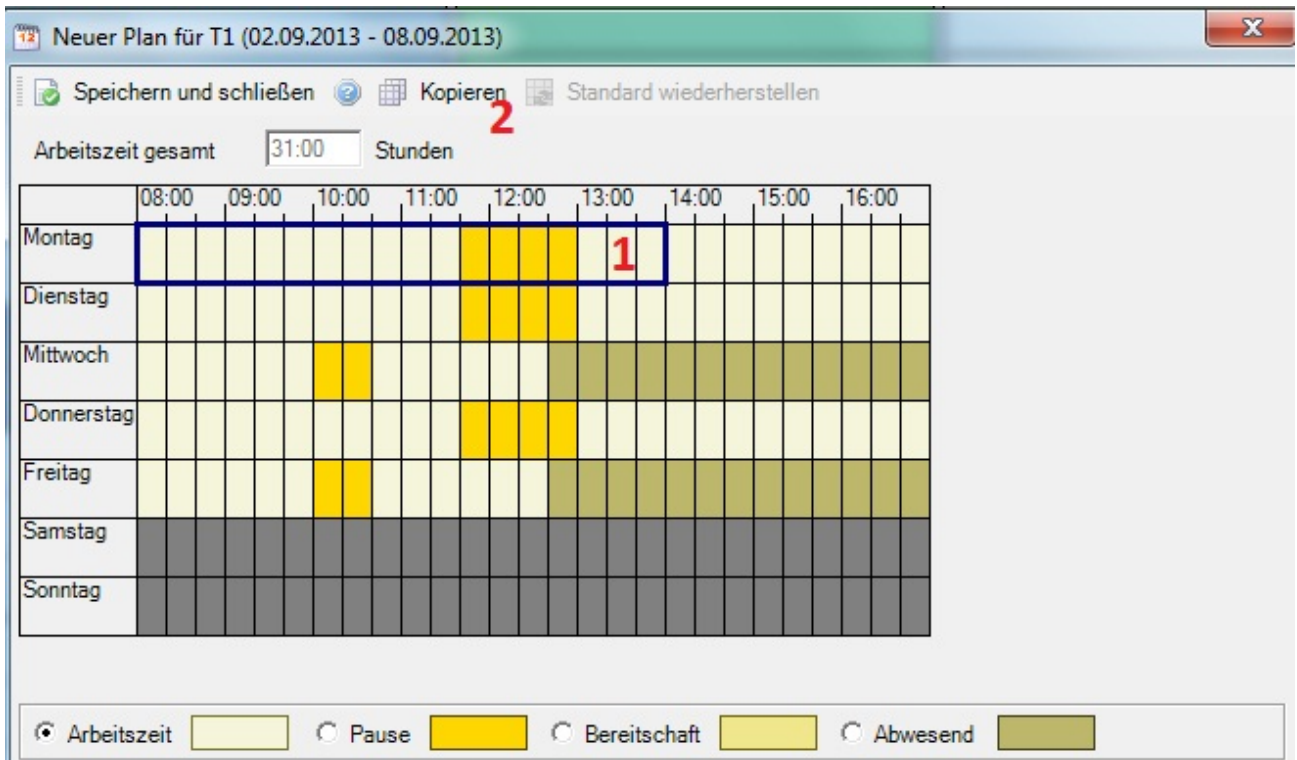 12 Neuer Plan für T1 (02.09.2013 - 08.09.2013) X
Speichern und schließen ? Kopieren Standard wiederherstellen
2
Arbeitszeit gesamt 31:00 Stunden
08:00 09:00 10:00 11:00 12:00 13:00 14:00 15:00 16:00
Montag 1
Dienstag
Mittwoch
Donnerstag
Freitag
Samstag
Sonntag
Arbeitszeit Pause Bereitschaft Abwesend